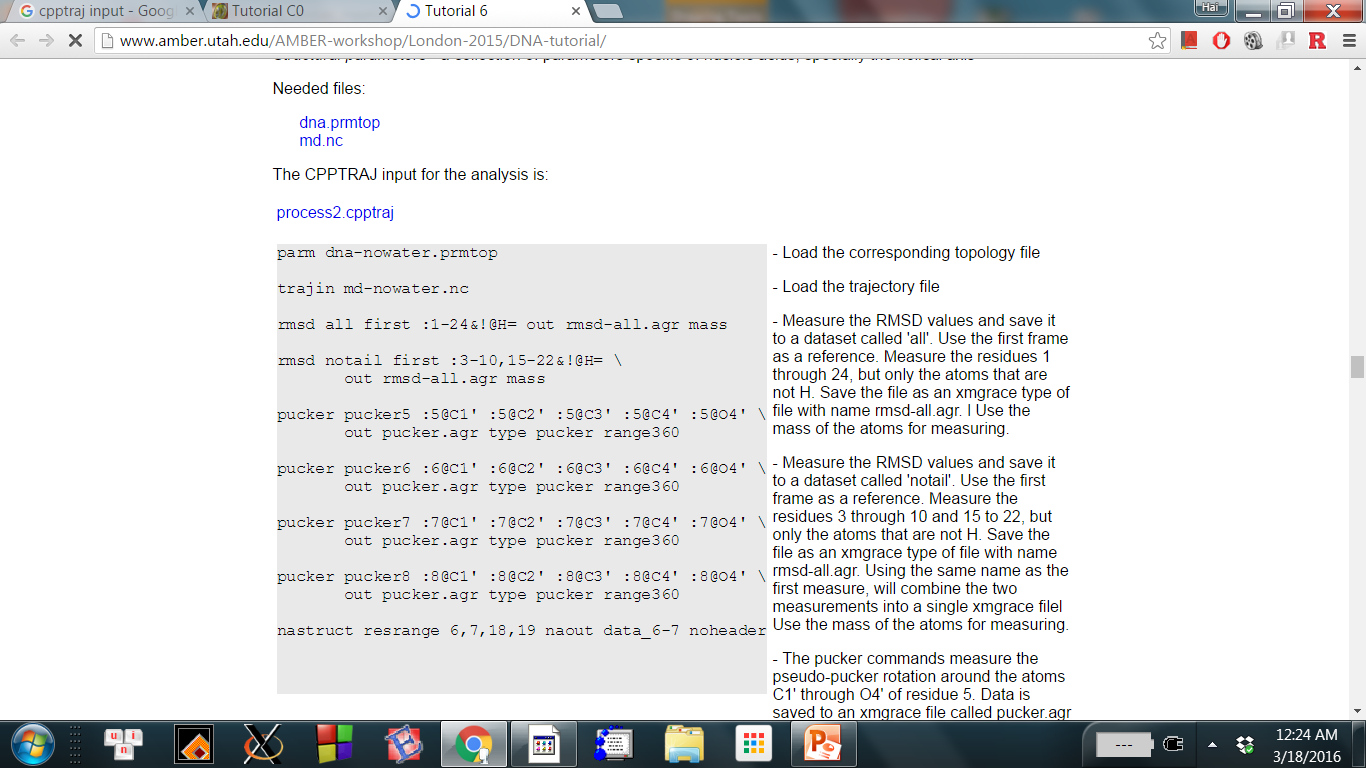 cpptraj input - Goog
Tutorial C0
Tutorial 6
Hai
www.amber.utah.edu/AMBER-workshop/London-2015/DNA-tutorial/
Needed files:
dna.prmtop
md.nc
The CPPTRAJ input for the analysis is:
process2.cpptraj
parm dna-nowater.prmtop
trajin md-nowater.nc
rmsd all first :1-24&!@H= out rmsd-all.agr mass
rmsd notail first :3-10,15-22&!@H= \
out rmsd-all.agr mass
pucker pucker5 :5@C1' :5@C2' :5@C3' :5@C4' :5@O4' \
out pucker.agr type pucker range360
pucker pucker6 :6@C1' :6@C2' :6@C3' :6@C4' :6@O4' \
out pucker.agr type pucker range360
pucker pucker7 :7@C1' :7@C2' :7@C3' :7@C4' :7@O4' \
out pucker.agr type pucker range360
pucker pucker8 :8@C1' :8@C2' :8@C3' :8@C4' :8@O4' \
out pucker.agr type pucker range360
nastruct resrange 6,7,18,19 naout data_6-7 noheader
- Load the corresponding topology file
- Load the trajectory file
- Measure the RMSD values and save it
to a dataset called 'all'. Use the first frame
as a reference. Measure the residues 1
through 24, but only the atoms that are
not H. Save the file as an xmgrace type of
file with name rmsd-all.agr. I Use the
mass of the atoms for measuring.
- Measure the RMSD values and save it
to a dataset called 'notail'. Use the first
frame as a reference. Measure the
residues 3 through 10 and 15 to 22, but
only the atoms that are not H. Save the
file as an xmgrace type of file with name
rmsd-all.agr. Using the same name as the
first measure, will combine the two
measurements into a single xmgrace filel
Use the mass of the atoms for measuring.
- The pucker commands measure the
pseudo-pucker rotation around the atoms
C1' through O4' of residue 5. Data is
saved to an xmgrace file called pucker.agr
---
12:24 AM
3/18/2016